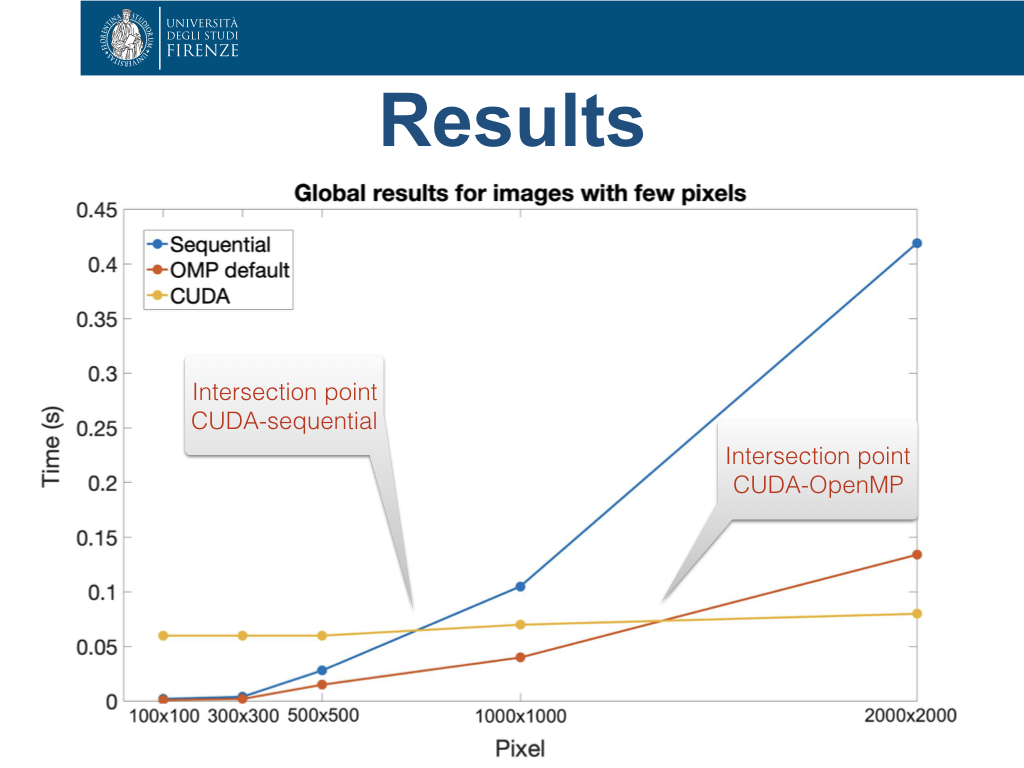 UNIVERSITÀ
DEGLI STUDI
FIRENZE
Results
Global results for images with few pixels
0.45
0.4
0.35
0.3
0.25
0.2
0.15
0.1
0.05
0
Time (s)
Sequential
OMP default
CUDA
Intersection point
CUDA-sequential
Intersection point
CUDA-OpenMP
100x100 300x300 500x500 1000x1000 2000x2000
Pixel